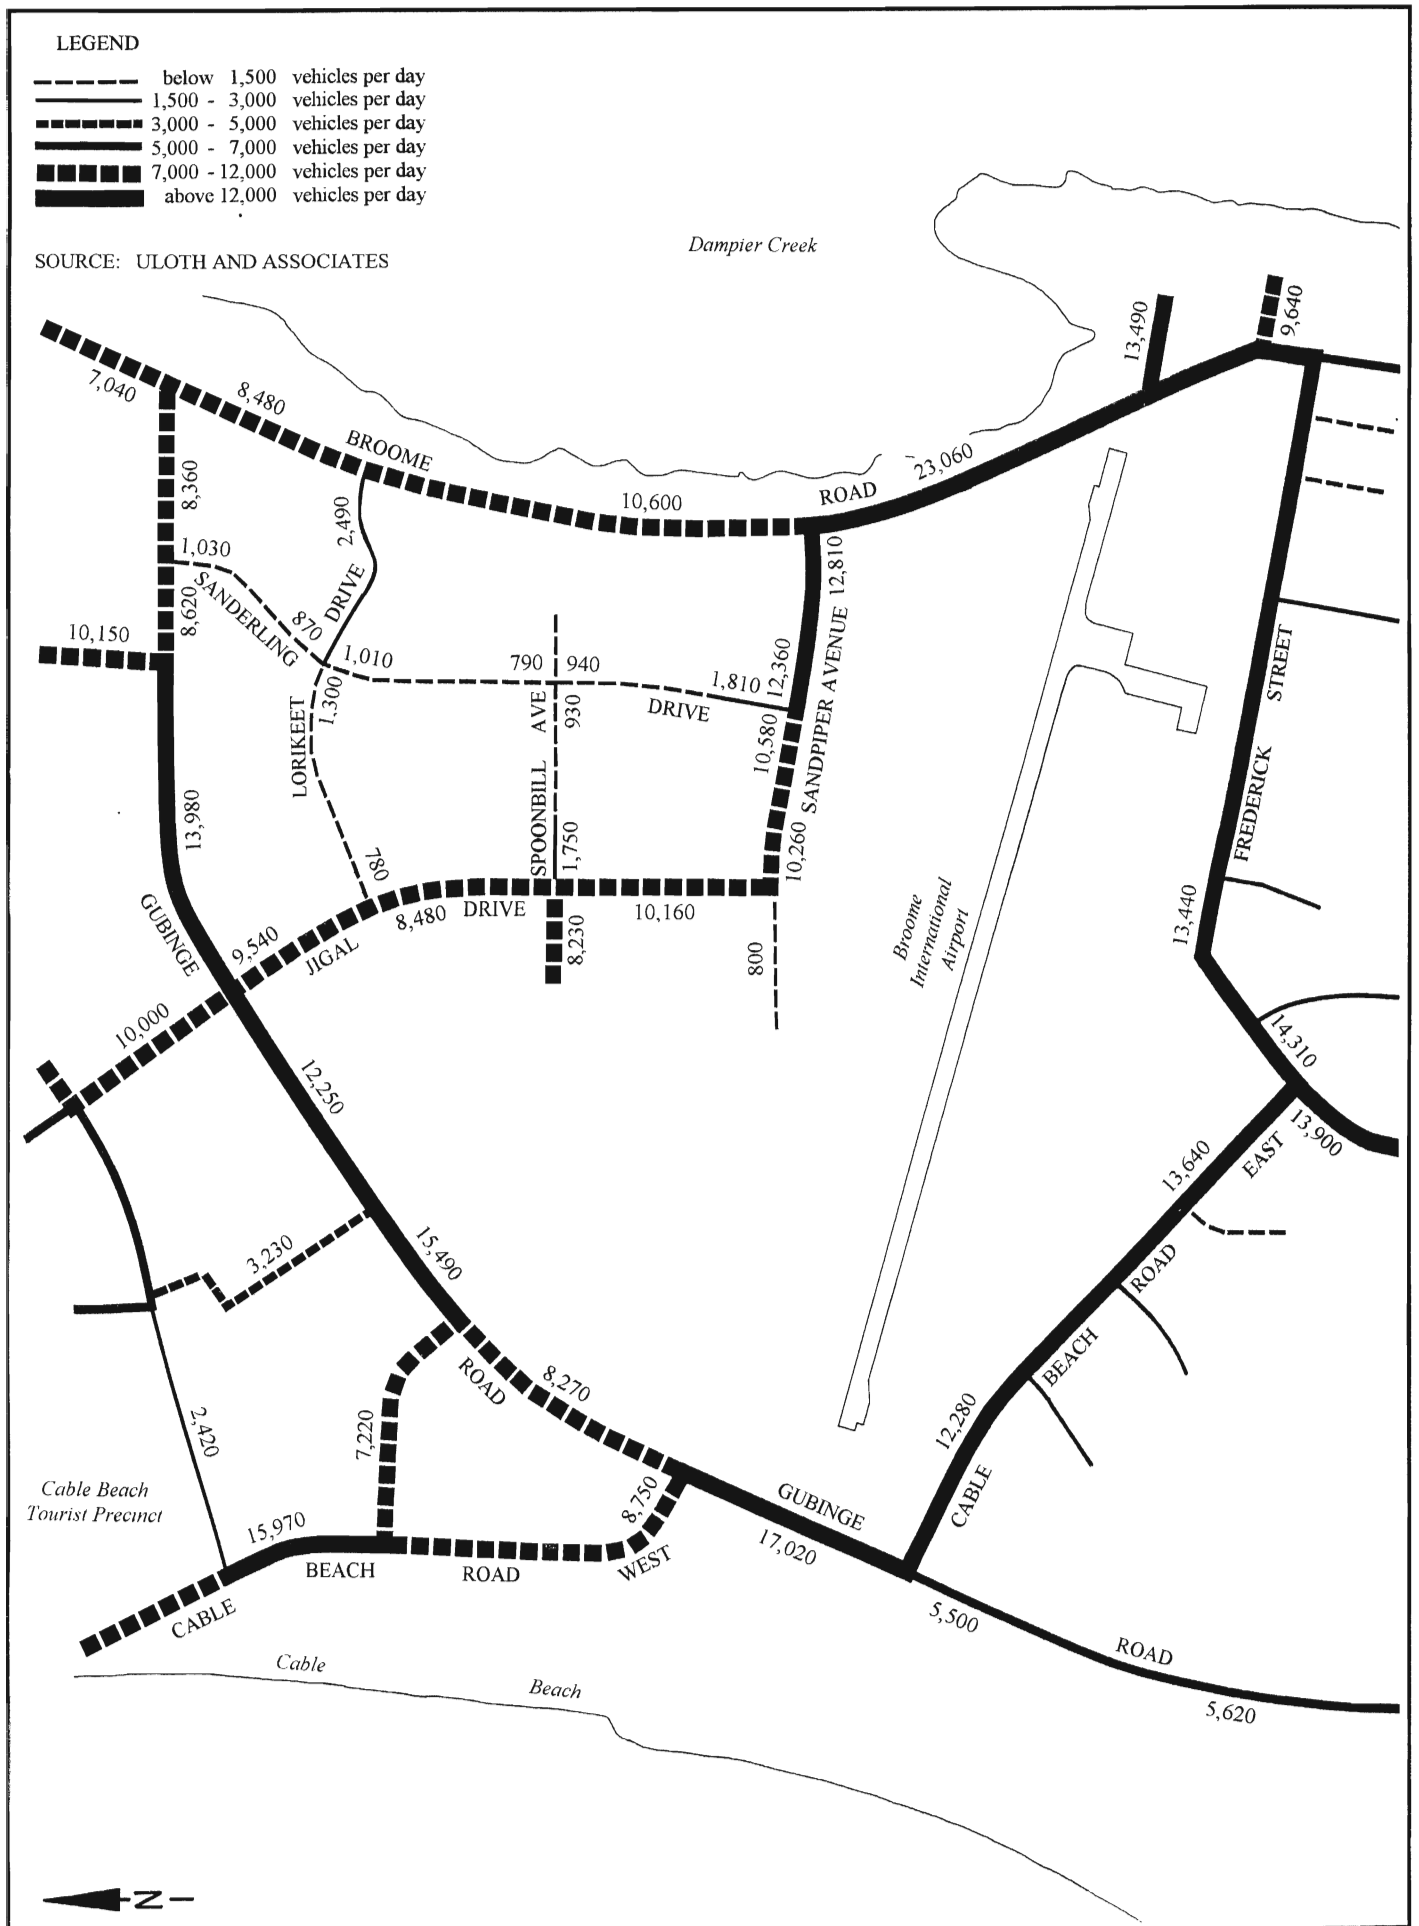 LEGEND
below 1,500 vehicles per day
1,500 - 3,000 vehicles per day
3,000 - 5,000 vehicles per day
5,000 - 7,000 vehicles per day
7,000 - 12,000 vehicles per day
above 12,000 vehicles per day
SOURCE: ULOTH AND ASSOCIATES
Dampier Creek
9,640
13,490
7,040
8,480
BROOME
ROAD
23,060
10,600
8,360
2,490
1,030
SANDERLING
DRIVE
12,810
8,620
870
10,150
1,010
790
940
1,810
12,360
DRIVE
SANDPIPER AVENUE
STREET
1,300
LORIKEET
AVE
930
10,580
13,980
SPOONBILL
1,750
10,260
FREDERICK
780
GUBINGE
8,480
DRIVE
10,160
13,440
9,540
JIGAL
8,230
800
Broome
International
Airport
10,000
14,310
12,250
13,900
EAST
13,640
3,230
15,490
ROAD
BEACH
ROAD
8,270
7,220
2,420
12,280
CABLE
Cable Beach
Tourist Precinct
8,750
GUBINGE
15,970
17,020
BEACH
ROAD
WEST
CABLE
5,500
ROAD
Cable
Beach
5,620
N